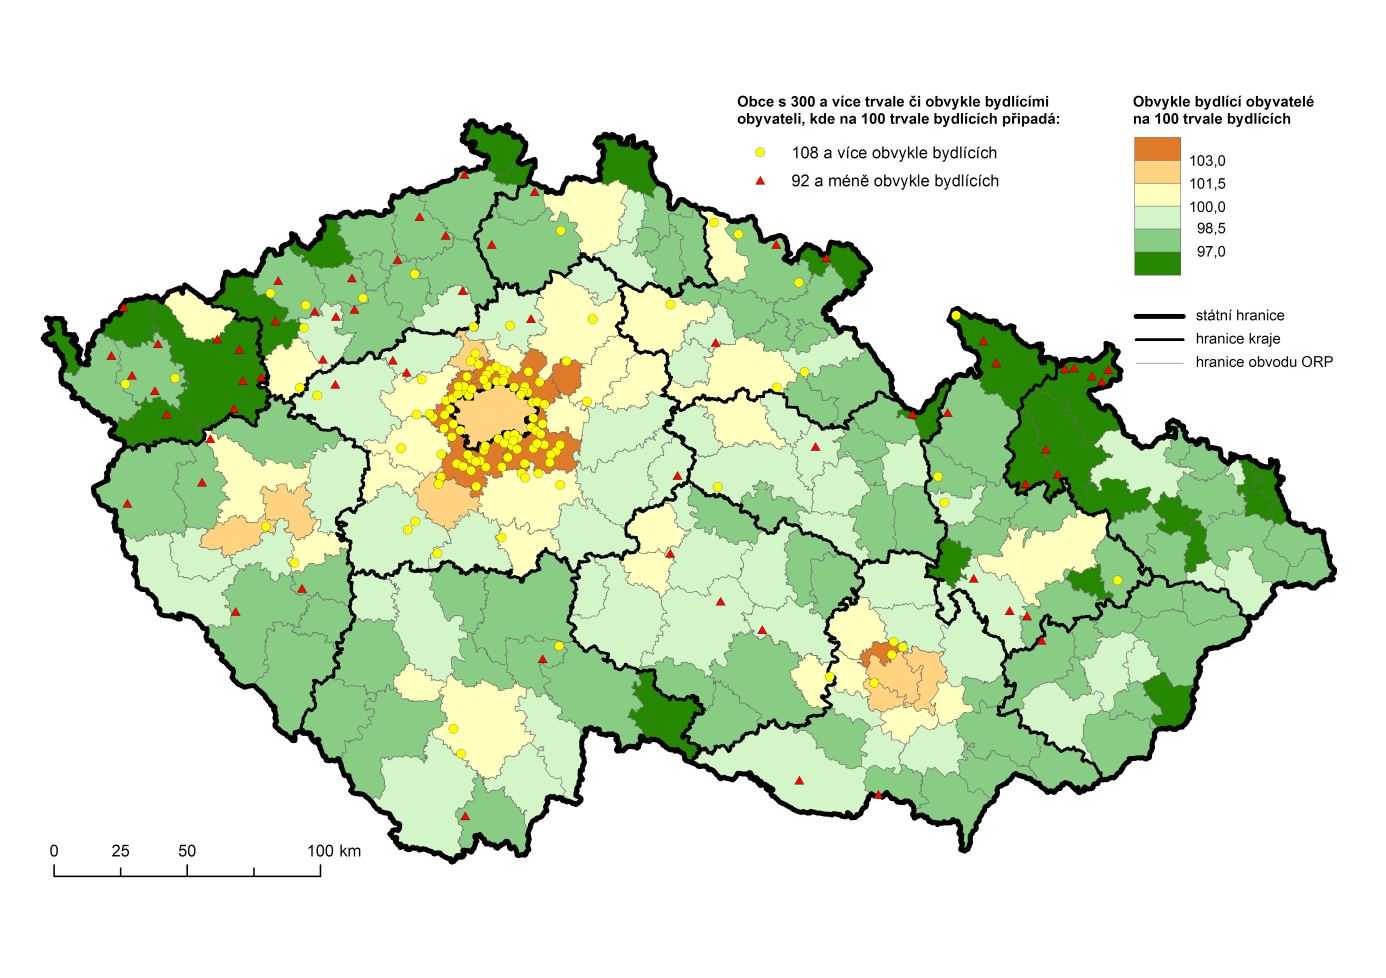 Obce s 300 a více trvale či obvykle bydlícími
obyvateli, kde na 100 trvale bydlících připadá:
108 a více obvykle bydlících
92 a méně obvykle bydlících
Obvykle bydlící obyvatelé
na 100 trvale bydlících
103,0
101,5
100,0
98,5
97,0
státní hranice
hranice kraje
hranice obvodu ORP
0 25 50 100 km